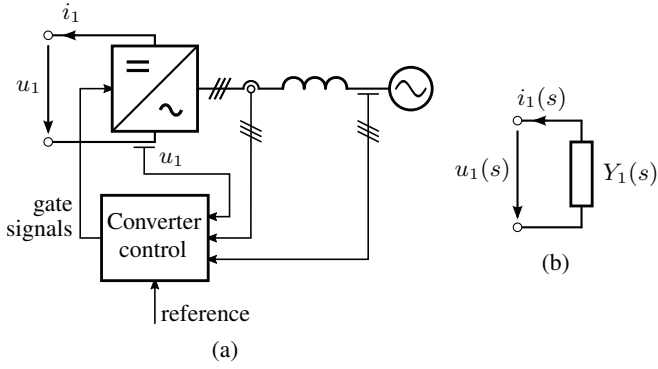 i₁
u₁
u₁
gate
signals
Converter
control
reference
(a)
i₁(s)
u₁(s)
Y₁(s)
(b)